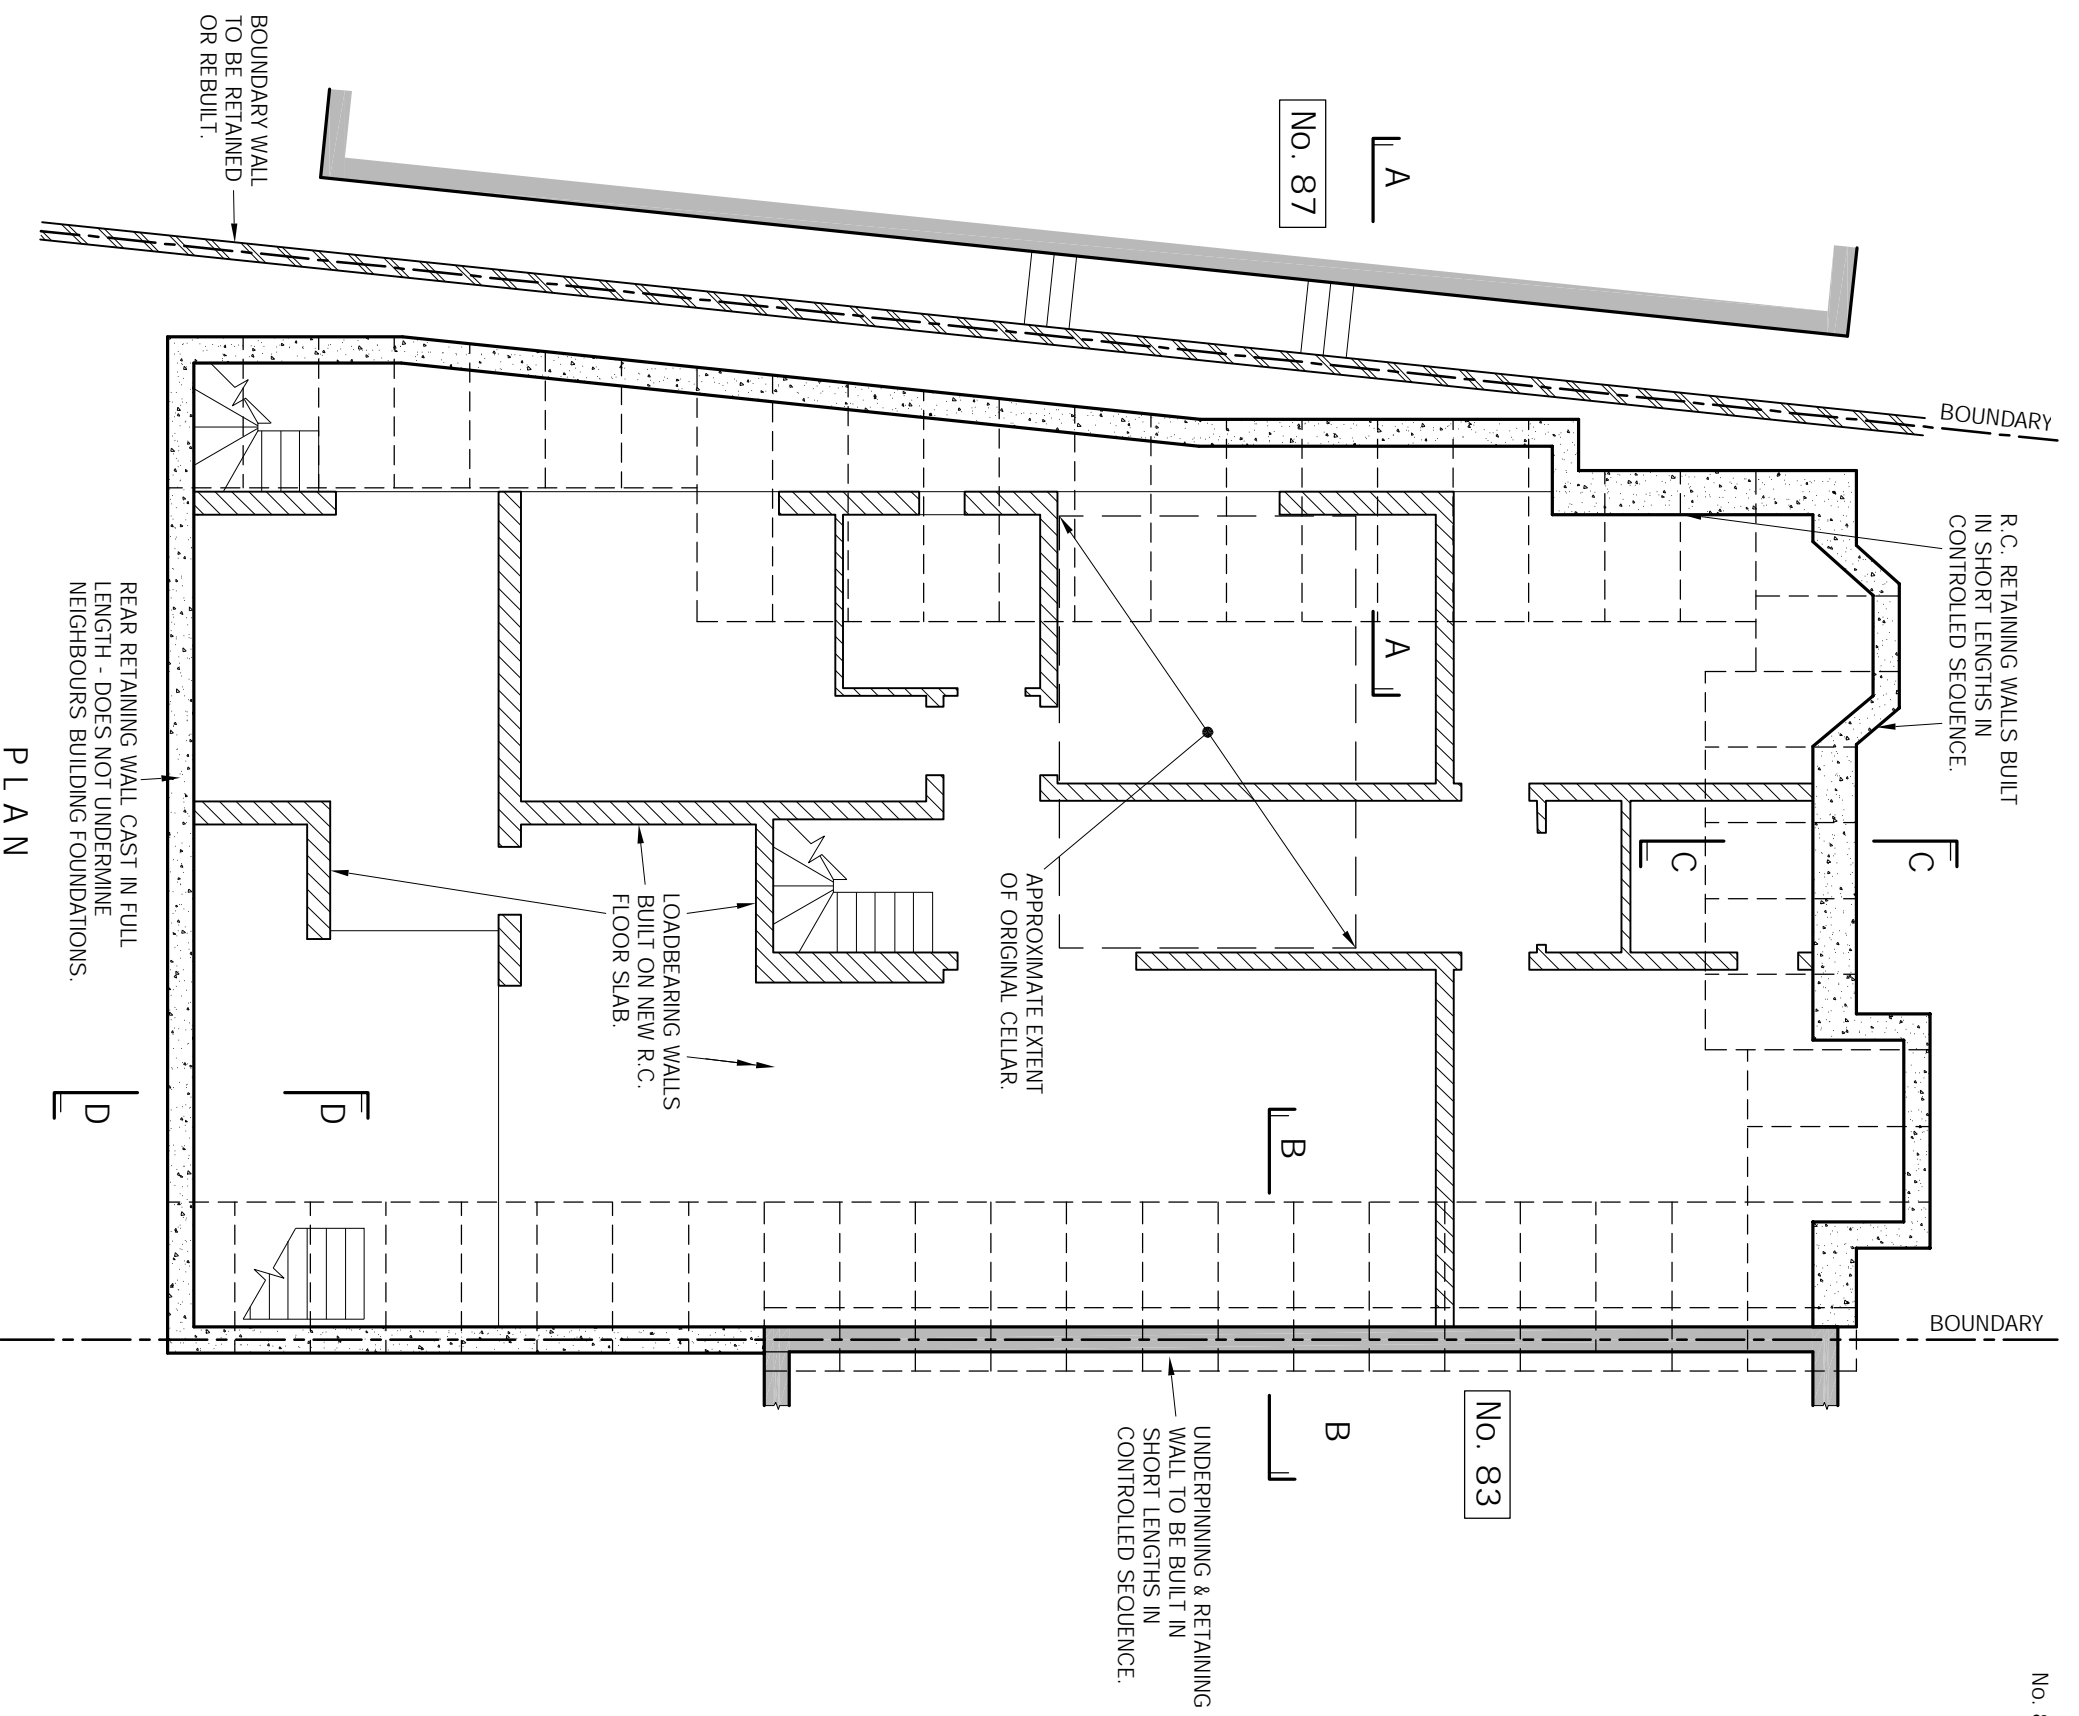 No. 87
A
A
BOUNDARY WALL
TO BE RETAINED
OR REBUILT.
BOUNDARY
R.C. RETAINING WALLS BUILT
IN SHORT LENGTHS IN
CONTROLLED SEQUENCE.
C
C
REAR RETAINING WALL CAST IN FULL
LENGTH - DOES NOT UNDERMINE
NEIGHBOURS BUILDING FOUNDATIONS.
LOADBEARING WALLS
BUILT ON NEW R.C.
FLOOR SLAB.
APPROXIMATE EXTENT
OF ORIGINAL CELLAR.
D
D
B
B
BOUNDARY
No. 83
UNDERPINNING & RETAINING
WALL TO BE BUILT IN
SHORT LENGTHS IN
CONTROLLED SEQUENCE.
PLAN
No.